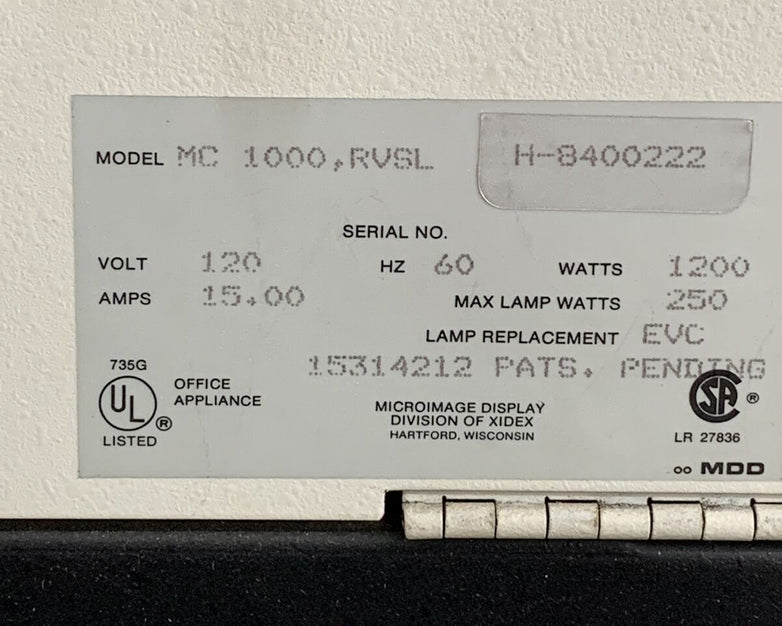 MODEL MC 1000,RVSL H-8400222
SERIAL NO.
VOLT 120 HZ 60 WATTS 1200
AMPS 15.00 MAX LAMP WATTS 250
LAMP REPLACEMENT EVC
15314212 PATS. PENDING
735G
UL ®
LISTED
OFFICE
APPLIANCE
MICROIMAGE DISPLAY
DIVISION OF XIDEX
HARTFORD, WISCONSIN
SA ®
LR 27836
oo MDD